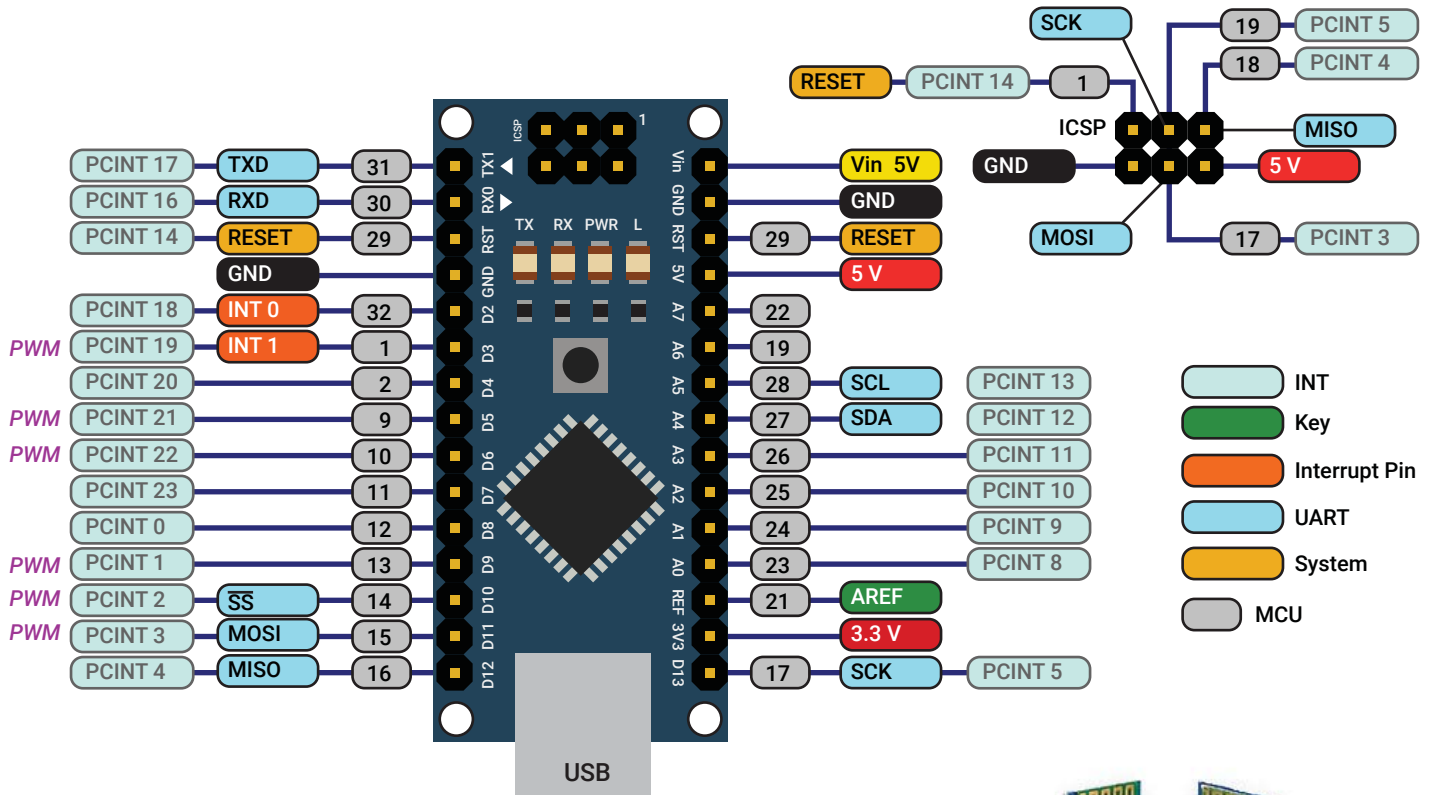 SCK
19 PCINT 5
18 PCINT 4
RESET PCINT 14 1
ICSP MISO
GND 5 V
MOSI 17 PCINT 3
ICSP 1
PCINT 17 TXD 31 TX1
PCINT 16 RXD 30 RX0
PCINT 14 RESET 29 RST
GND GND
PCINT 18 INT 0 32 D2
PWM PCINT 19 INT 1 1 D3
PCINT 20 2 D4
PWM PCINT 21 9 D5
PWM PCINT 22 10 D6
PCINT 23 11 D7
PCINT 0 12 D8
PWM PCINT 1 13 D9
PWM PCINT 2 SS 14 D10
PWM PCINT 3 MOSI 15 D11
PCINT 4 MISO 16 D12
TX RX PWR L
Vin Vin 5V
GND GND
RST 29 RESET
5V 5 V
A7 22
A6 19
A5 28 SCL PCINT 13
A4 27 SDA PCINT 12
A3 26 PCINT 11
A2 25 PCINT 10
A1 24 PCINT 9
A0 23 PCINT 8
REF 21 AREF
3V3 3.3 V
D13 17 SCK PCINT 5
USB
INT
Key
Interrupt Pin
UART
System
MCU